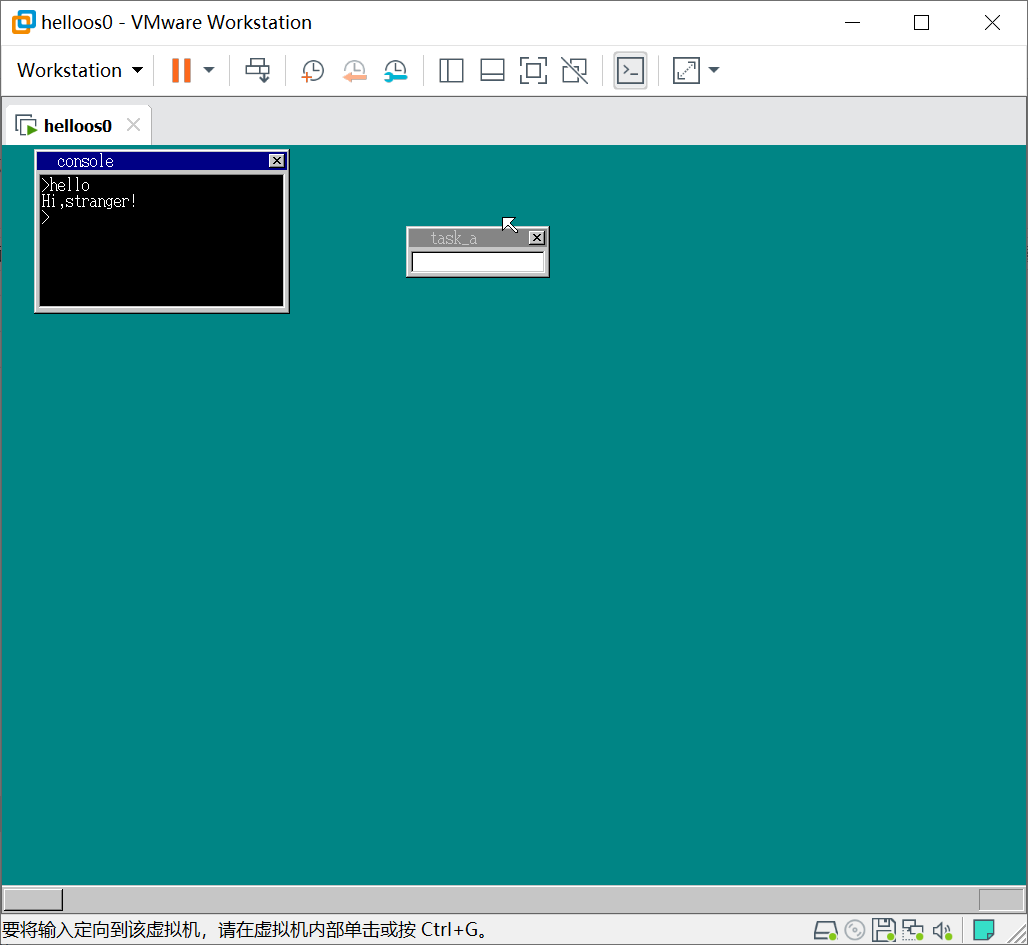 helloos0 - VMware Workstation
Workstation
helloos0
console
>hello
Hi,stranger!
>
task_a
要将输入定向到该虚拟机，请在虚拟机内部单击或按 Ctrl+G。